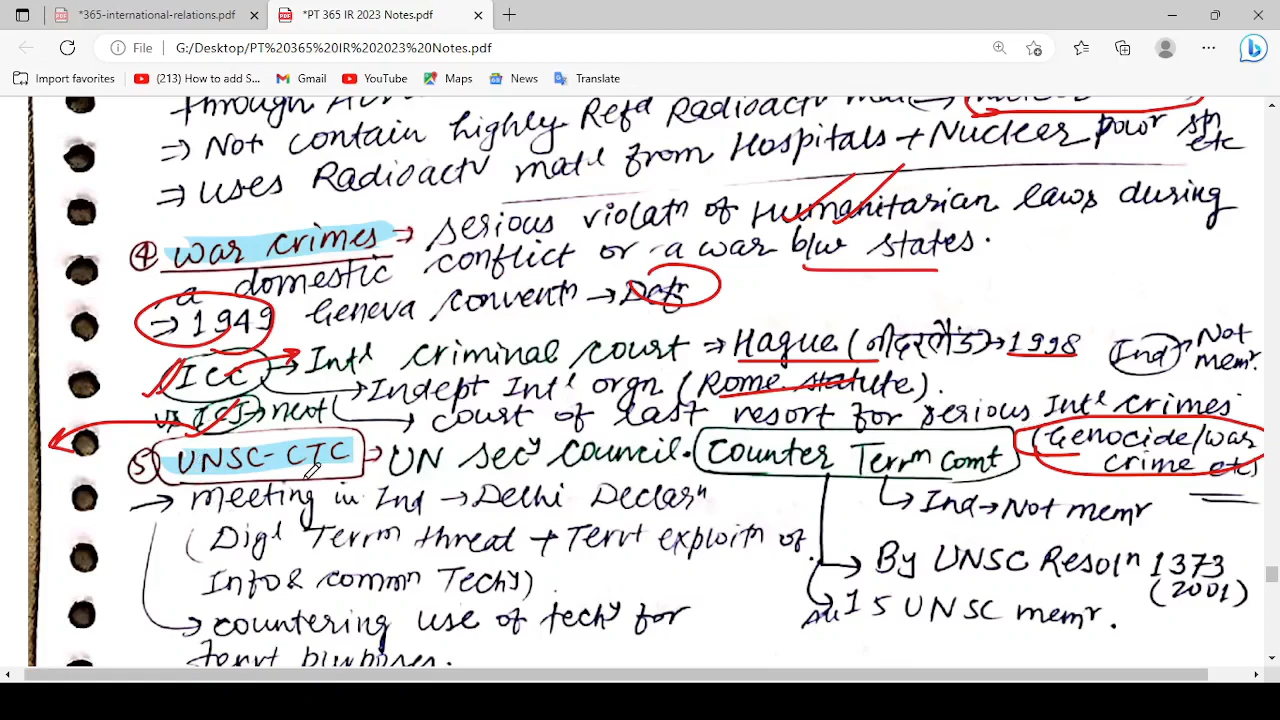 *365-international-relations.pdf
*PT 365 IR 2023 Notes.pdf
File G:/Desktop/PT%20365%20IR%202023%20Notes.pdf
Import favorites (213) How to add S... Gmail YouTube Maps News Translate
through
⇒ Not contain highly Refd Radioactv matl
⇒ Uses Radioactv matl from Hospitals + Nuclear powr stn etc
④ War crimes → serious violatn of Humanitarian laws during
a domestic conflict or a war b/w states.
⇒ 1949 Geneva conventn → Defn
ICC → Intl criminal court ⇒ Hague (नीदरलैंड) → 1998 Ind → Not memr.
→ Indept Intl orgn (Rome statute).
vs ICJ → next → court of last resort for serious Intl crimes
(Genocide/war crime etc)
⑤ UNSC-CTC → UN secy council. Counter Terrm comt
→ meeting in Ind → Delhi Declarn
↳ Ind → Not memr
(Digl Terrm threat + Terrt exploitn of
Info & commn Techy).
→ By UNSC Resoln 1373 (2001)
All 15 UNSC memr.
→ countering use of techy for
terrt purposes.